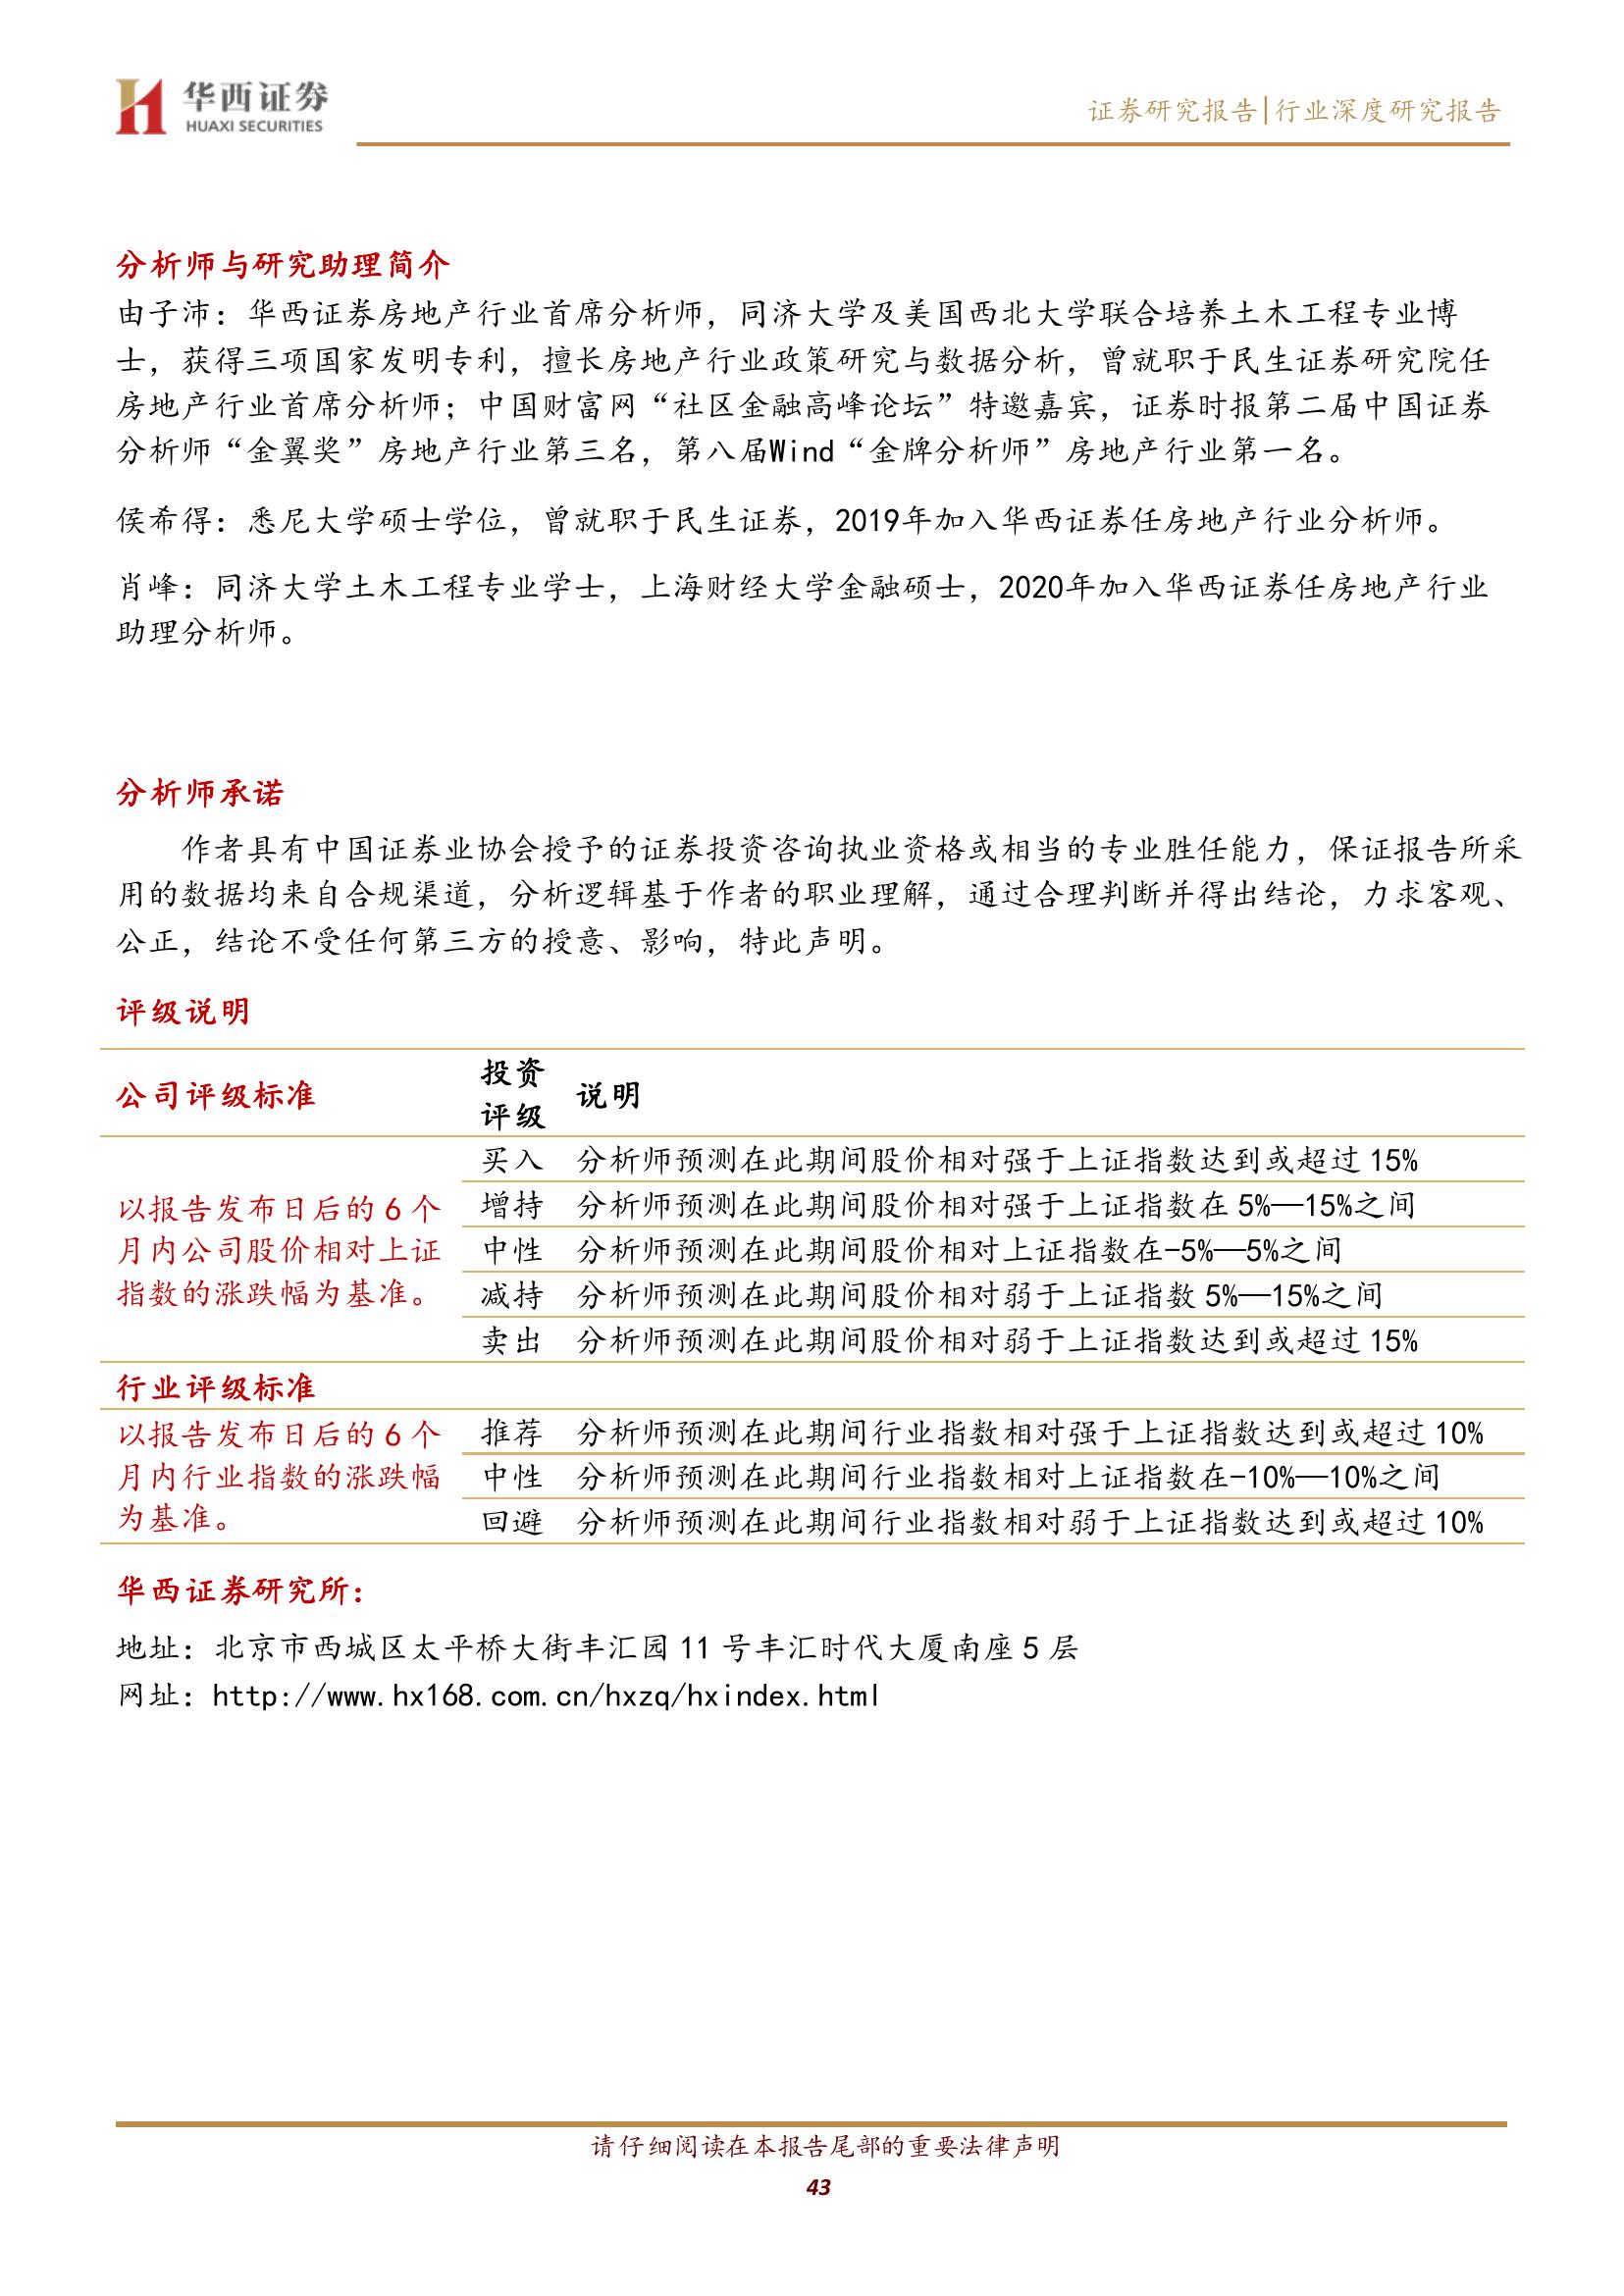 华西证券
HUAXI SECURITIES
证券研究报告|行业深度研究报告
分析师与研究助理简介
由子沛：华西证券房地产行业首席分析师，同济大学及美国西北大学联合培养土木工程专业博
士，获得三项国家发明专利，擅长房地产行业政策研究与数据分析，曾就职于民生证券研究院任
房地产行业首席分析师；中国财富网“社区金融高峰论坛”特邀嘉宾，证券时报第二届中国证券
分析师“金翼奖”房地产行业第三名，第八届Wind“金牌分析师”房地产行业第一名。
侯希得：悉尼大学硕士学位，曾就职于民生证券，2019年加入华西证券任房地产行业分析师。
肖峰：同济大学土木工程专业学士，上海财经大学金融硕士，2020年加入华西证券任房地产行业
助理分析师。
分析师承诺
作者具有中国证券业协会授予的证券投资咨询执业资格或相当的专业胜任能力，保证报告所采
用的数据均来自合规渠道，分析逻辑基于作者的职业理解，通过合理判断并得出结论，力求客观、
公正，结论不受任何第三方的授意、影响，特此声明。
评级说明
公司评级标准
投资
评级
说明
以报告发布日后的 6 个
月内公司股价相对上证
指数的涨跌幅为基准。
买入 分析师预测在此期间股价相对强于上证指数达到或超过 15%
增持 分析师预测在此期间股价相对强于上证指数在 5%—15%之间
中性 分析师预测在此期间股价相对上证指数在-5%—5%之间
减持 分析师预测在此期间股价相对弱于上证指数 5%—15%之间
卖出 分析师预测在此期间股价相对弱于上证指数达到或超过 15%
行业评级标准
以报告发布日后的 6 个
月内行业指数的涨跌幅
为基准。
推荐 分析师预测在此期间行业指数相对强于上证指数达到或超过 10%
中性 分析师预测在此期间行业指数相对上证指数在-10%—10%之间
回避 分析师预测在此期间行业指数相对弱于上证指数达到或超过 10%
华西证券研究所：
地址：北京市西城区太平桥大街丰汇园 11 号丰汇时代大厦南座 5 层
网址：http://www.hx168.com.cn/hxzq/hxindex.html
请仔细阅读在本报告尾部的重要法律声明
43